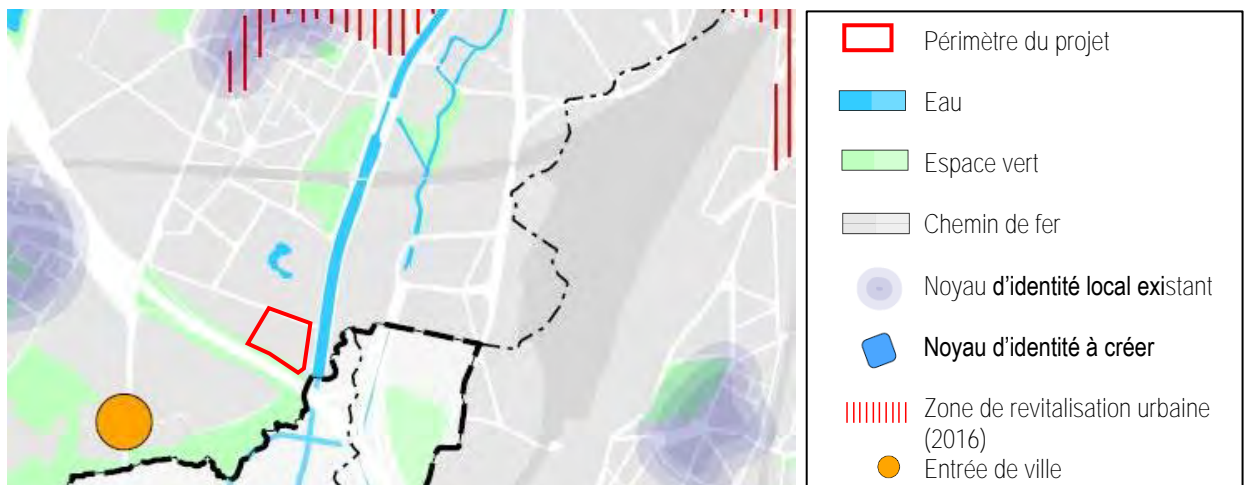 Périmètre du projet
Eau
Espace vert
Chemin de fer
Noyau d'identité local existant
Noyau d'identité à créer
Zone de revitalisation urbaine
(2016)
Entrée de ville